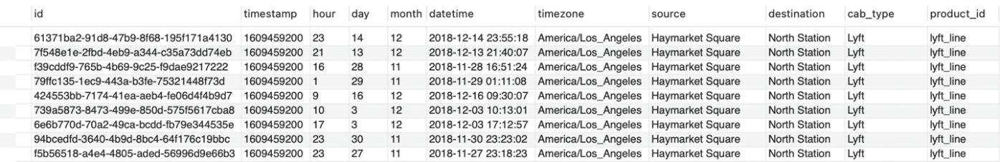 id timestamp hour day month datetime timezone source destination cab_type product_id
61371ba2-91d8-47b9-8f68-195f171a4130 1609459200 23 14 12 2018-12-14 23:55:18 America/Los_Angeles Haymarket Square North Station Lyft lyft_line
7f548e1e-2fbd-4eb9-a344-c35a73dd74eb 1609459200 21 13 12 2018-12-13 21:40:07 America/Los_Angeles Haymarket Square North Station Lyft lyft_line
f39cddf9-765b-4b69-9c25-f9dae9217222 1609459200 16 28 11 2018-11-28 16:51:24 America/Los_Angeles Haymarket Square North Station Lyft lyft_line
79ffc135-1ec9-443a-b3fe-75321448f73d 1609459200 1 29 11 2018-11-29 01:11:08 America/Los_Angeles Haymarket Square North Station Lyft lyft_line
424553bb-7174-41ea-aeb4-fe06d4f4b9d7 1609459200 9 16 12 2018-12-16 09:30:07 America/Los_Angeles Haymarket Square North Station Lyft lyft_line
739a5873-8473-499e-850d-575f5617cba8 1609459200 10 3 12 2018-12-03 10:13:01 America/Los_Angeles Haymarket Square North Station Lyft lyft_line
6e6b770d-70a2-49ca-bcdd-fb79e344535e 1609459200 17 3 12 2018-12-03 17:12:57 America/Los_Angeles Haymarket Square North Station Lyft lyft_line
94bcedfd-3640-4b9d-8bc4-64f176c19bbc 1609459200 23 30 11 2018-11-30 23:23:02 America/Los_Angeles Haymarket Square North Station Lyft lyft_line
f5b56518-a4e4-4805-aded-56996d9e66b3 1609459200 23 27 11 2018-11-27 23:18:23 America/Los_Angeles Haymarket Square North Station Lyft lyft_line